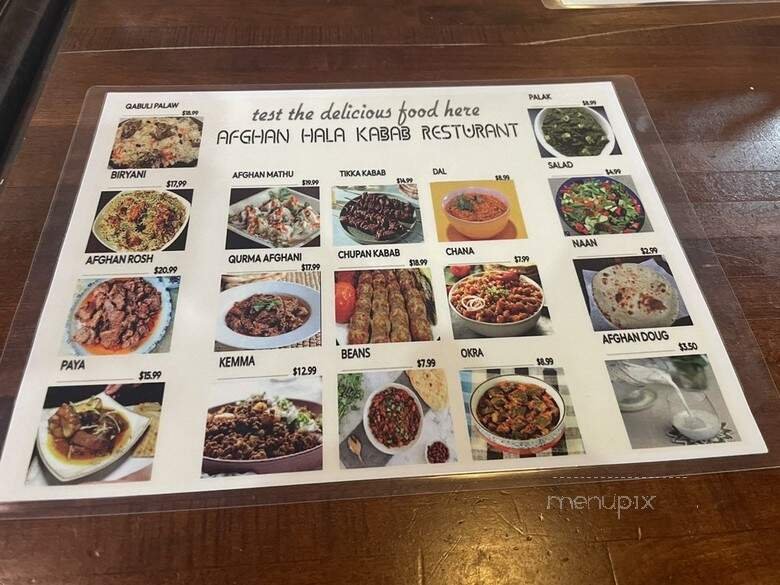 test the delicious food here
AFGHAN HALA KABAB RESTURANT
QABULI PALAW
$18.99
BIRYANI
$17.99
AFGHAN ROSH
$20.99
PAYA
$15.99
AFGHAN MATHU
$19.99
QURMA AFGHANI
$17.99
KEMMA
$12.99
TIKKA KABAB
$14.99
CHUPAN KABAB
$18.99
BEANS
$7.99
DAL
$8.99
CHANA
$7.99
OKRA
$8.99
PALAK
$8.99
SALAD
$4.99
NAAN
$2.99
AFGHAN DOUG
$3.50
menupix